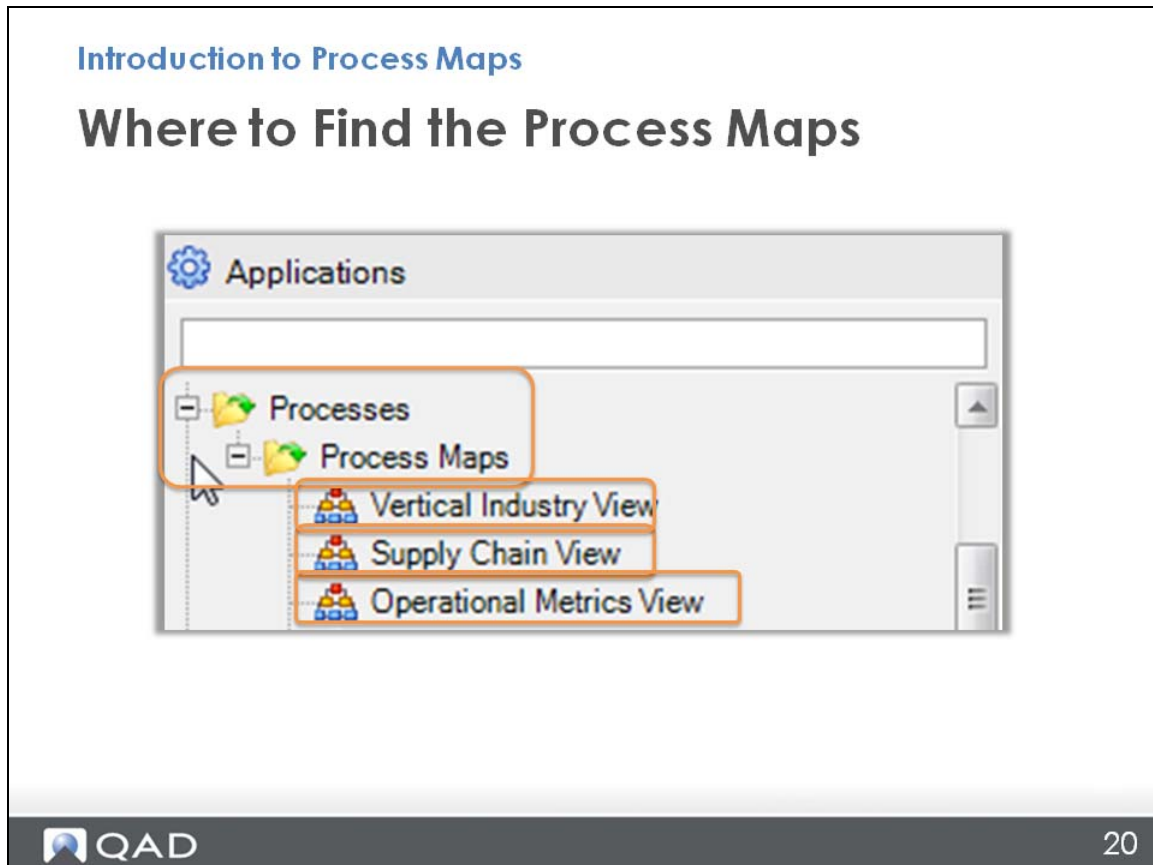 Introduction to Process Maps
Where to Find the Process Maps
Applications
Processes
Process Maps
Vertical Industry View
Supply Chain View
Operational Metrics View
QAD
20